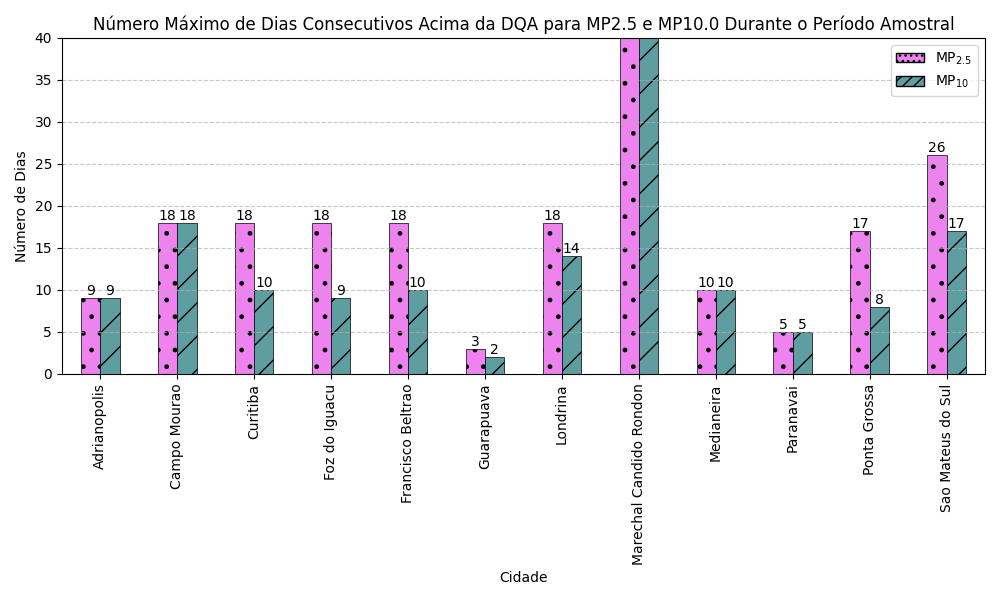 Número Máximo de Dias Consecutivos Acima da DQA para MP2.5 e MP10.0 Durante o Período Amostral
MP2.5
MP10
Número de Dias
40
35
30
25
20
15
10
5
0
9 9
18 18
18 10
18 9
18 10
3 2
18 14
10 10
5 5
17 8
26 17
Adrianopolis
Campo Mourao
Curitiba
Foz do Iguacu
Francisco Beltrao
Guarapuava
Londrina
Marechal Candido Rondon
Medianeira
Paranavai
Ponta Grossa
Sao Mateus do Sul
Cidade